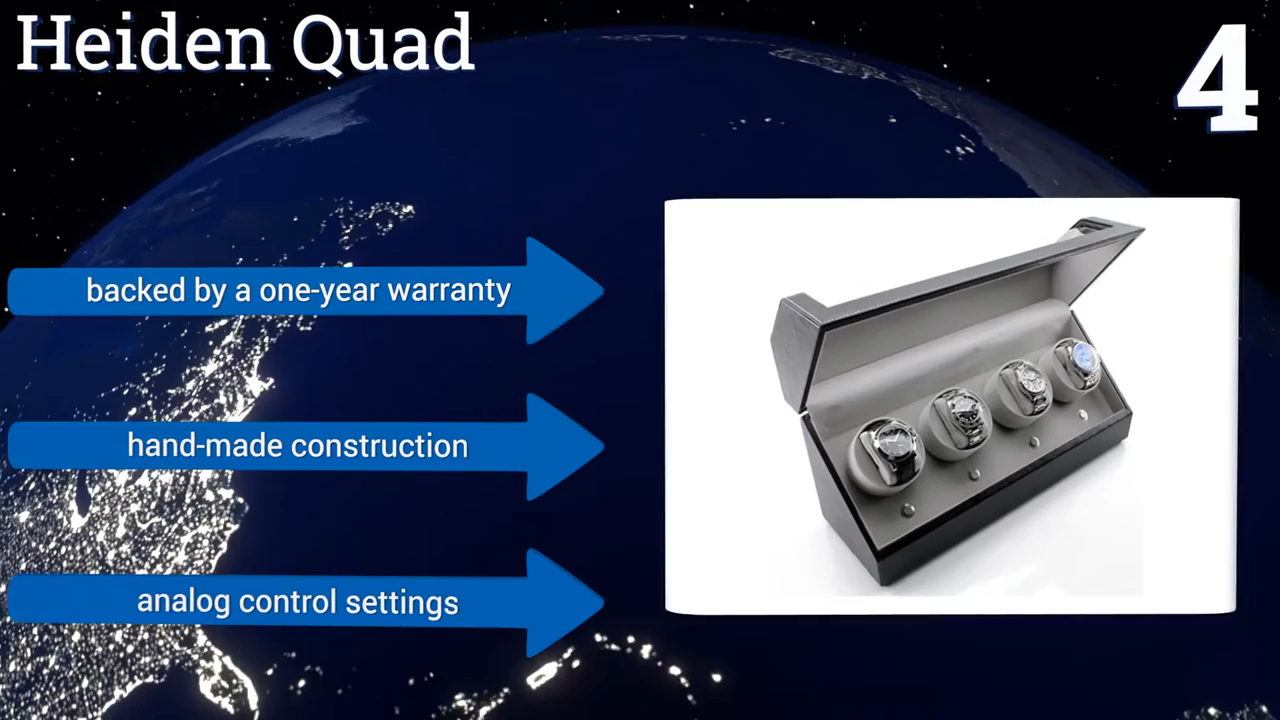 Heiden Quad
4
backed by a one-year warranty
hand-made construction
analog control settings